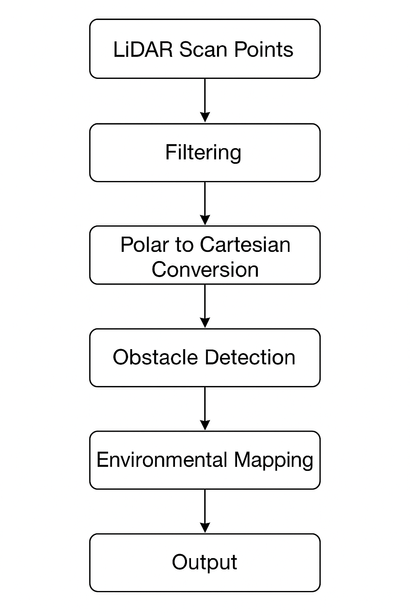 LiDAR Scan Points
Filtering
Polar to Cartesian
Conversion
Obstacle Detection
Environmental Mapping
Output